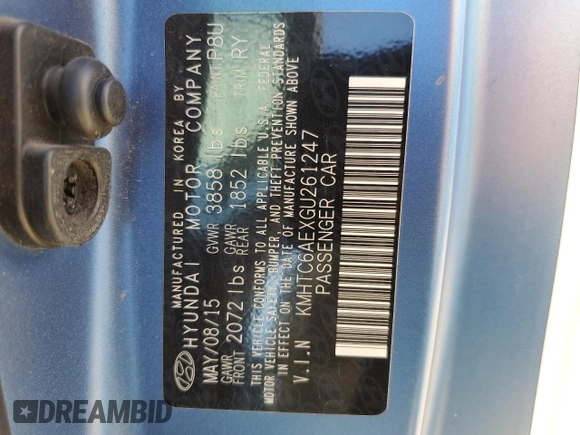 MANUFACTURED IN KOREA BY
HYUNDAI MOTOR COMPANY
MAY/08/15 GVWR 3858 lbs PAINT P8U
GAWR FRONT 2072 lbs GAWR REAR 1852 lbs TRIM RY
THIS VEHICLE CONFORMS TO ALL APPLICABLE U.S.A. FEDERAL
MOTOR VEHICLE SAFETY, BUMPER, AND THEFT PREVENTION STANDARDS
IN EFFECT ON THE DATE OF MANUFACTURE SHOWN ABOVE
V.I.N KMHTC6AEXGU261247
PASSENGER CAR
DREAMBID